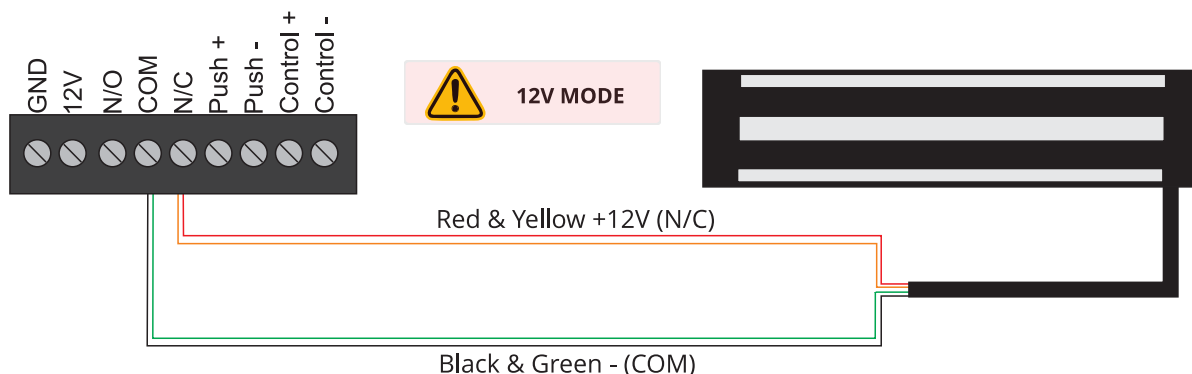 GND
12V
N/O
COM
N/C
Push +
Push -
Control +
Control -
12V MODE
Red & Yellow +12V (N/C)
Black & Green - (COM)